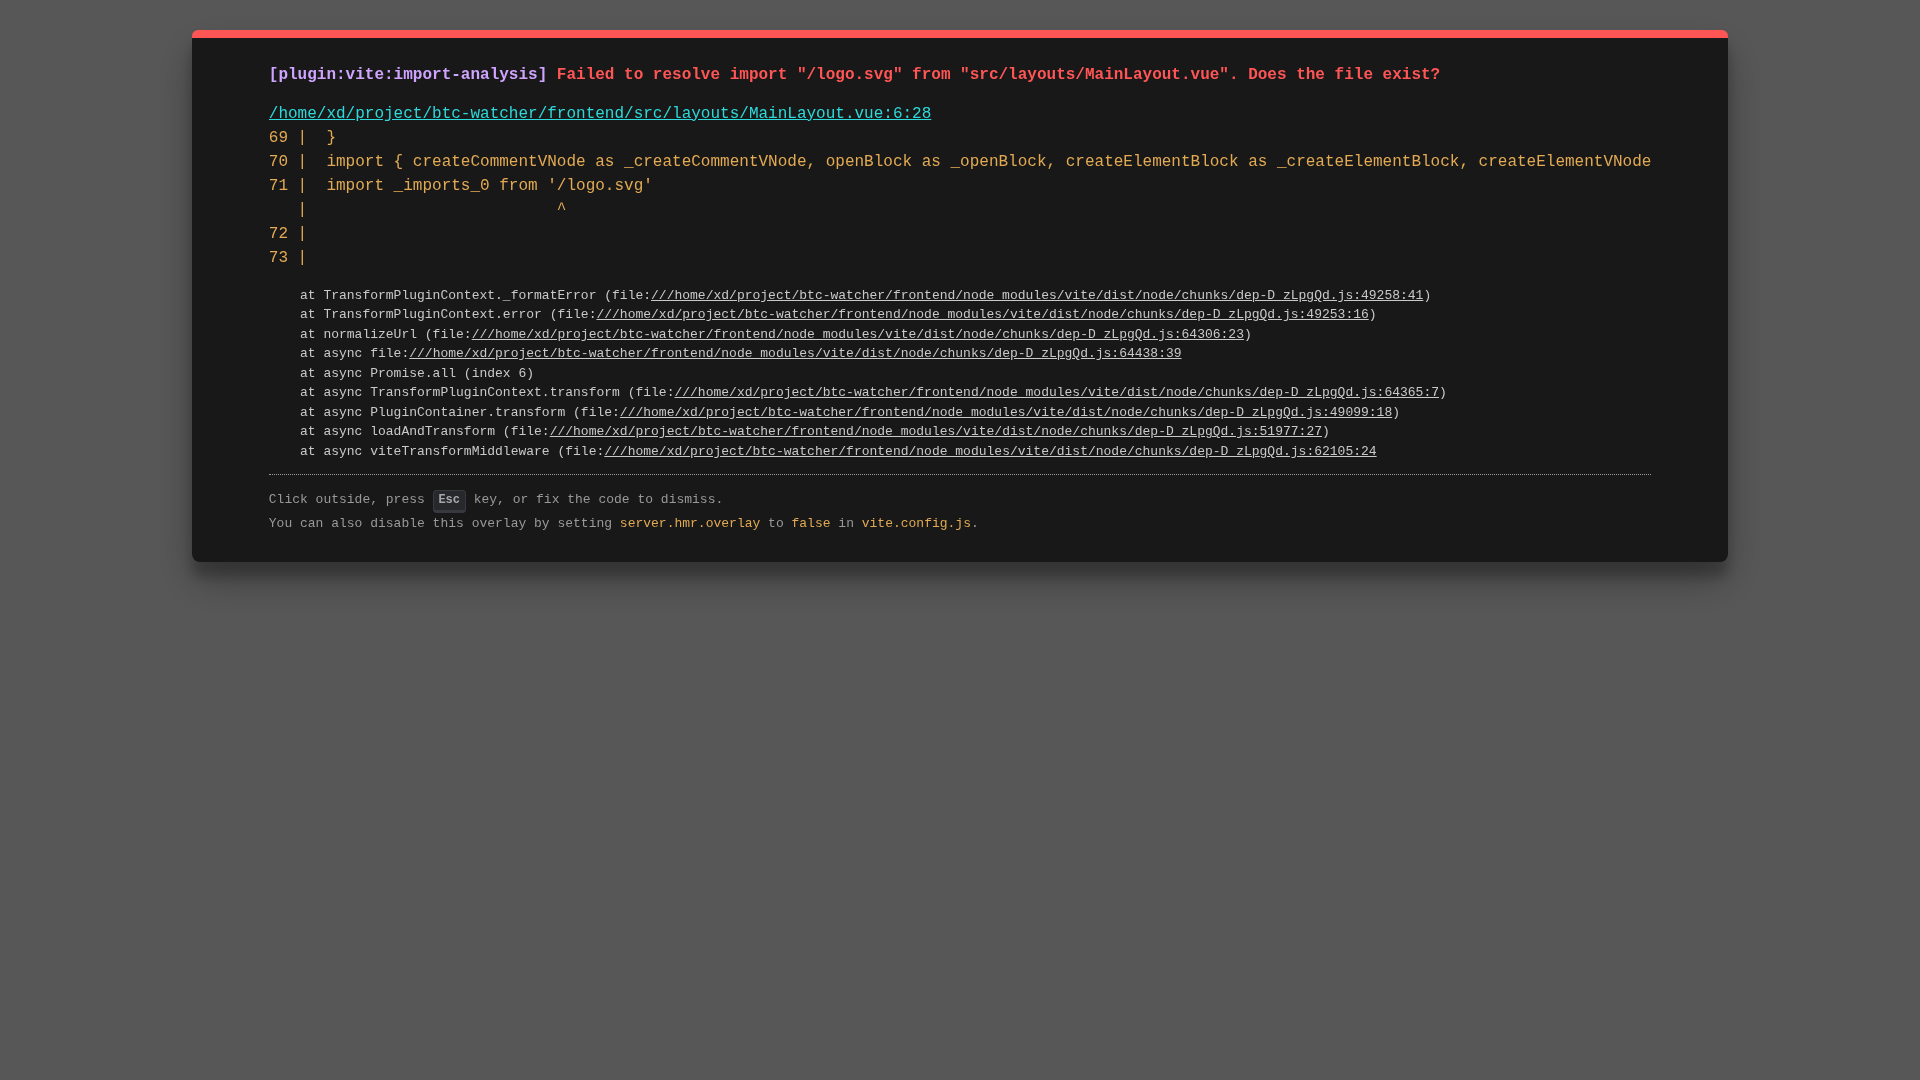 [plugin:vite:import-analysis] Failed to resolve import "/logo.svg" from "src/layouts/MainLayout.vue". Does the file exist?
/home/xd/project/btc-watcher/frontend/src/layouts/MainLayout.vue:6:28
69 |  }
70 |  import { createCommentVNode as _createCommentVNode, openBlock as _openBlock, createElementBlock as _createElementBlock, createElementVNode
71 |  import _imports_0 from '/logo.svg'
   |                          ^
72 |
73 |
    at TransformPluginContext._formatError (file:///home/xd/project/btc-watcher/frontend/node_modules/vite/dist/node/chunks/dep-D_zLpgQd.js:49258:41)
    at TransformPluginContext.error (file:///home/xd/project/btc-watcher/frontend/node_modules/vite/dist/node/chunks/dep-D_zLpgQd.js:49253:16)
    at normalizeUrl (file:///home/xd/project/btc-watcher/frontend/node_modules/vite/dist/node/chunks/dep-D_zLpgQd.js:64306:23)
    at async file:///home/xd/project/btc-watcher/frontend/node_modules/vite/dist/node/chunks/dep-D_zLpgQd.js:64438:39
    at async Promise.all (index 6)
    at async TransformPluginContext.transform (file:///home/xd/project/btc-watcher/frontend/node_modules/vite/dist/node/chunks/dep-D_zLpgQd.js:64365:7)
    at async PluginContainer.transform (file:///home/xd/project/btc-watcher/frontend/node_modules/vite/dist/node/chunks/dep-D_zLpgQd.js:49099:18)
    at async loadAndTransform (file:///home/xd/project/btc-watcher/frontend/node_modules/vite/dist/node/chunks/dep-D_zLpgQd.js:51977:27)
    at async viteTransformMiddleware (file:///home/xd/project/btc-watcher/frontend/node_modules/vite/dist/node/chunks/dep-D_zLpgQd.js:62105:24
Click outside, press Esc key, or fix the code to dismiss.
You can also disable this overlay by setting server.hmr.overlay to false in vite.config.js.